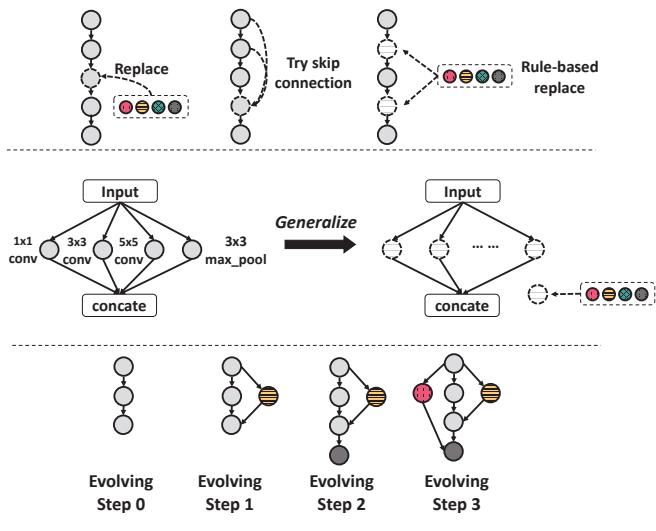 Replace
Try skip
connection
Rule-based
replace
Input
1x1
conv
3x3
conv
5x5
conv
3x3
max_pool
concate
Generalize
Input
... ...
concate
Evolving
Step 0
Evolving
Step 1
Evolving
Step 2
Evolving
Step 3